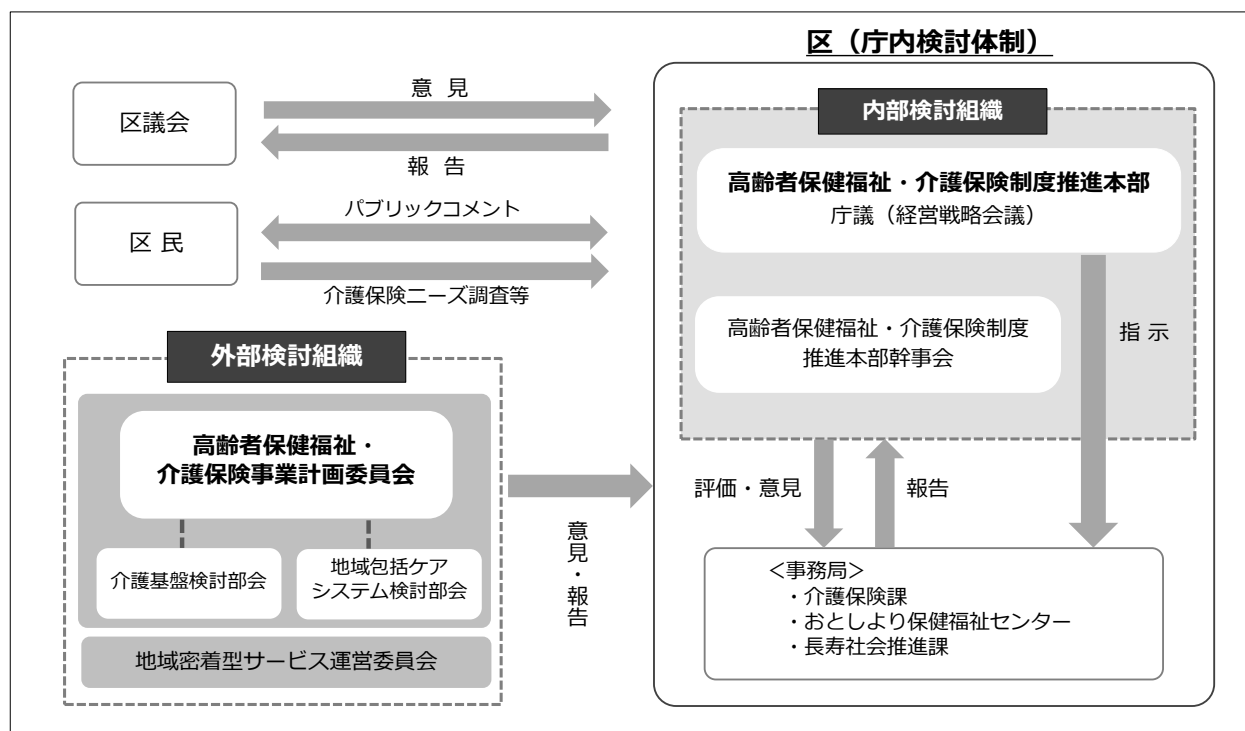 区（庁内検討体制）
区議会
意 見
報 告
区 民
パブリックコメント
介護保険ニーズ調査等
内部検討組織
高齢者保健福祉・介護保険制度推進本部
庁議（経営戦略会議）
高齢者保健福祉・介護保険制度
推進本部幹事会
指 示
外部検討組織
高齢者保健福祉・
介護保険事業計画委員会
介護基盤検討部会
地域包括ケア
システム検討部会
地域密着型サービス運営委員会
意見・報告
評価・意見
報告
＜事務局＞
・介護保険課
・おとしより保健福祉センター
・長寿社会推進課